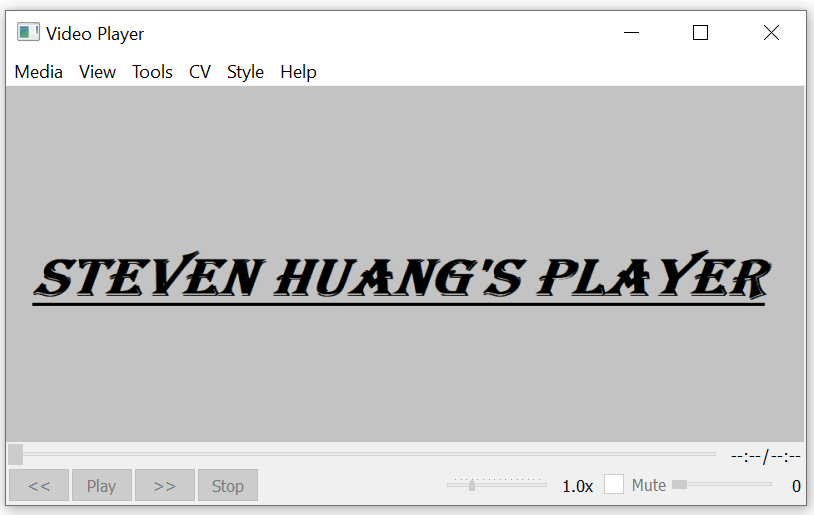 Video Player
Media View Tools CV Style Help
STEVEN HUANG'S PLAYER
--:--/--:--
<< Play >> Stop 1.0x Mute 0